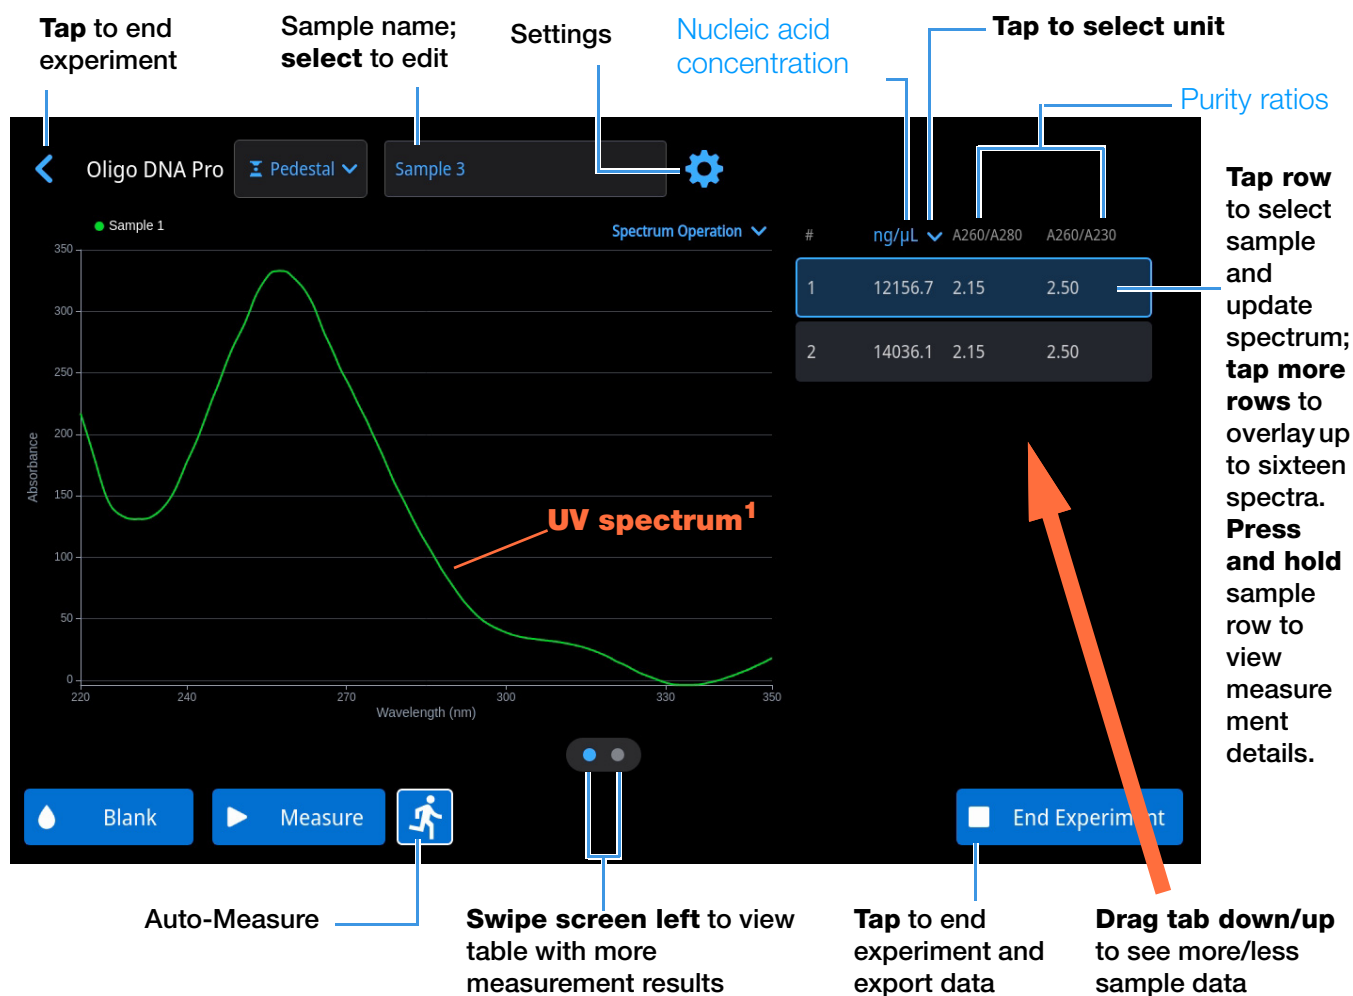 Tap to end
experiment
Sample name;
select to edit
Settings
Nucleic acid
concentration
Tap to select unit
Purity ratios
Oligo DNA Pro
Pedestal
Sample 3
Sample 1
Spectrum Operation
# ng/µL A260/A280 A260/A230
1 12156.7 2.15 2.50
2 14036.1 2.15 2.50
Tap row
to select
sample
and
update
spectrum;
tap more
rows to
overlay up
to sixteen
spectra.
Press
and hold
sample
row to
view
measure
ment
details.
350
300
250
200
150
100
50
0
Absorbance
UV spectrum1
220 240 270 300 330 350
Wavelength (nm)
Blank
Measure
End Experiment
Auto-Measure
Swipe screen left to view
table with more
measurement results
Tap to end
experiment and
export data
Drag tab down/up
to see more/less
sample data